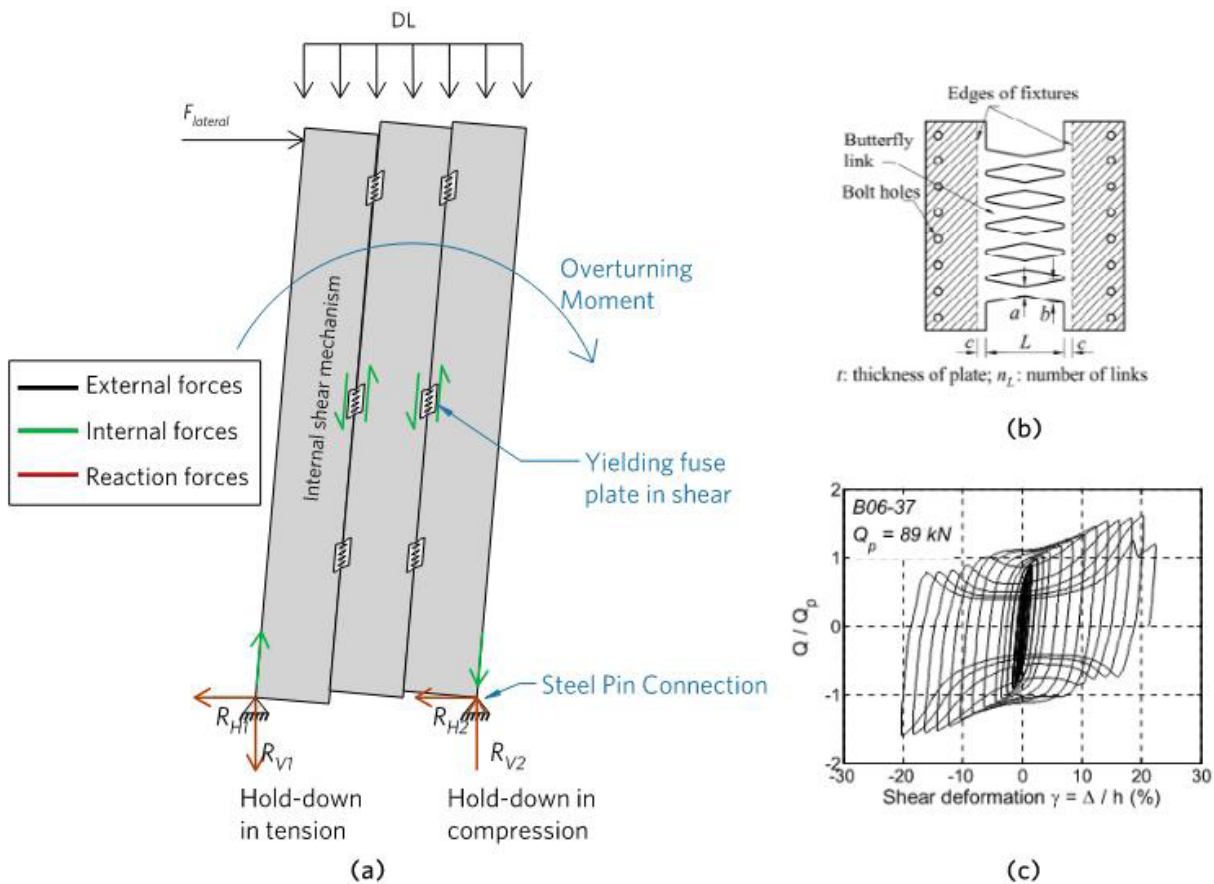 DL
F_lateral
Overturning
Moment
Internal shear mechanism
External forces
Internal forces
Reaction forces
Yielding fuse
plate in shear
Steel Pin Connection
R_H1
R_H2
R_V1
R_V2
Hold-down
in tension
Hold-down in
compression
(a)
Edges of fixtures
Butterfly
link
Bolt holes
a
b
c
L
c
t: thickness of plate; n_L: number of links
(b)
B06-37
Q_p = 89 kN
Q / Q_p
2
1
0
-1
-2
-30
-20
-10
0
10
20
30
Shear deformation γ = Δ / h (%)
(c)